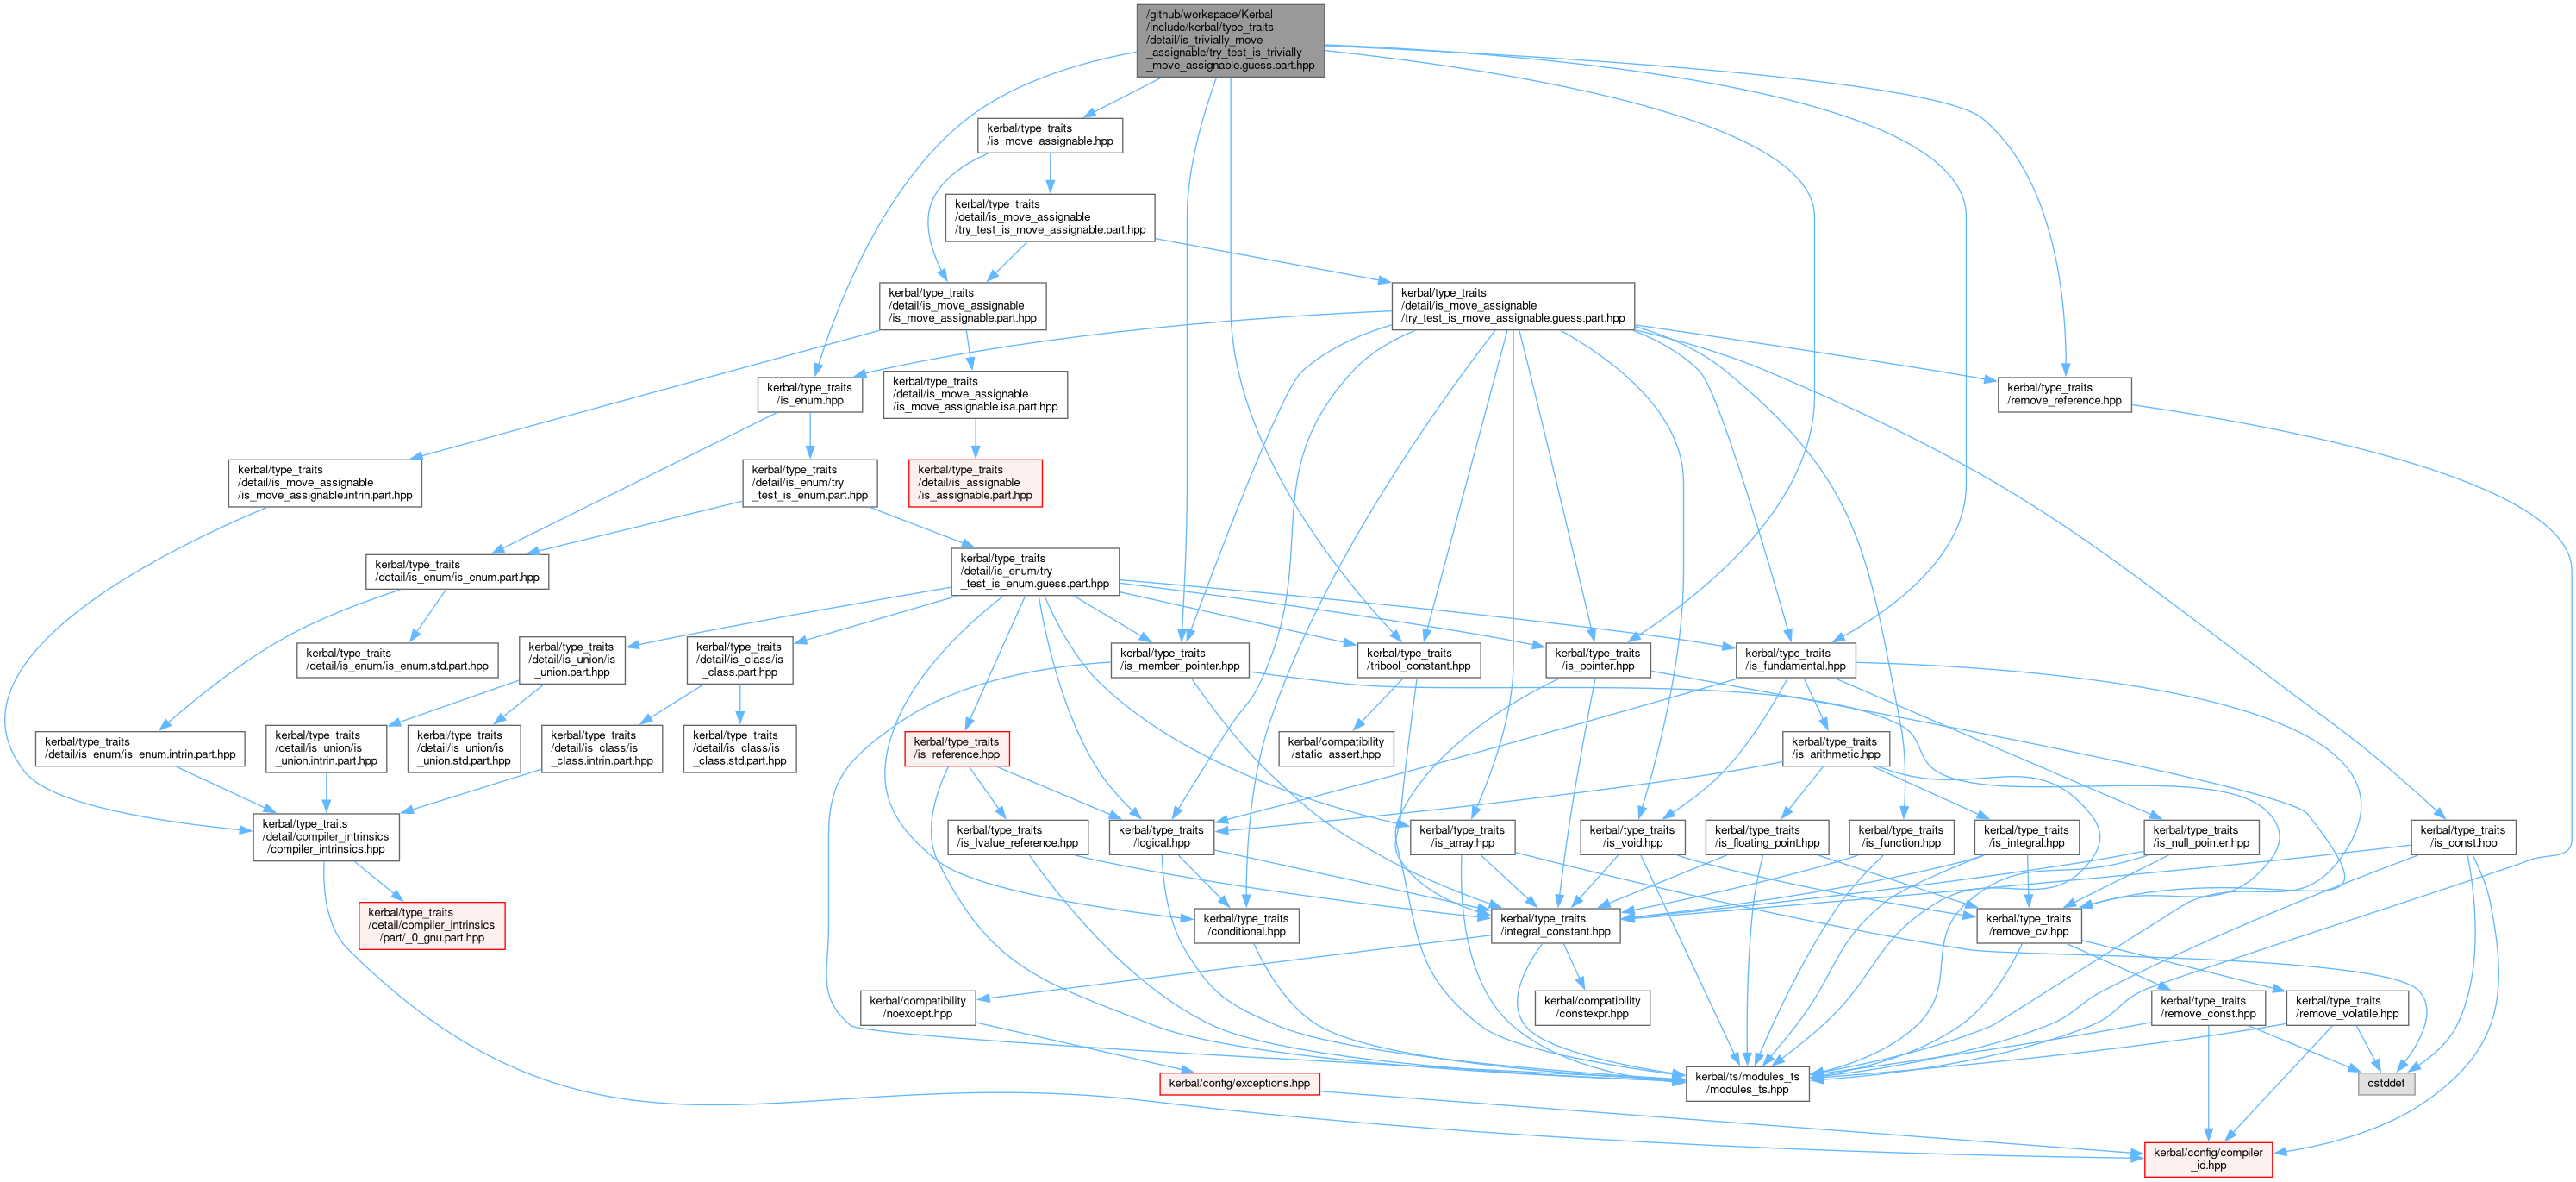 /github/workspace/Kerbal
/include/kerbal/type_traits
/detail/is_trivially_move
_assignable/try_test_is_trivially
_move_assignable.guess.part.hpp
kerbal/type_traits
/is_move_assignable.hpp
kerbal/type_traits
/detail/is_move_assignable
/try_test_is_move_assignable.part.hpp
kerbal/type_traits
/detail/is_move_assignable
/is_move_assignable.part.hpp
kerbal/type_traits
/detail/is_move_assignable
/try_test_is_move_assignable.guess.part.hpp
kerbal/type_traits
/is_enum.hpp
kerbal/type_traits
/detail/is_move_assignable
/is_move_assignable.isa.part.hpp
kerbal/type_traits
/remove_reference.hpp
kerbal/type_traits
/detail/is_move_assignable
/is_move_assignable.intrin.part.hpp
kerbal/type_traits
/detail/is_enum/try
_test_is_enum.part.hpp
kerbal/type_traits
/detail/is_assignable
/is_assignable.part.hpp
kerbal/type_traits
/detail/is_enum/is_enum.part.hpp
kerbal/type_traits
/detail/is_enum/try
_test_is_enum.guess.part.hpp
kerbal/type_traits
/detail/is_enum/is_enum.std.part.hpp
kerbal/type_traits
/detail/is_union/is
_union.part.hpp
kerbal/type_traits
/detail/is_class/is
_class.part.hpp
kerbal/type_traits
/is_member_pointer.hpp
kerbal/type_traits
/tribool_constant.hpp
kerbal/type_traits
/is_pointer.hpp
kerbal/type_traits
/is_fundamental.hpp
kerbal/type_traits
/detail/is_enum/is_enum.intrin.part.hpp
kerbal/type_traits
/detail/is_union/is
_union.intrin.part.hpp
kerbal/type_traits
/detail/is_union/is
_union.std.part.hpp
kerbal/type_traits
/detail/is_class/is
_class.intrin.part.hpp
kerbal/type_traits
/detail/is_class/is
_class.std.part.hpp
kerbal/type_traits
/is_reference.hpp
kerbal/compatibility
/static_assert.hpp
kerbal/type_traits
/is_arithmetic.hpp
kerbal/type_traits
/detail/compiler_intrinsics
/compiler_intrinsics.hpp
kerbal/type_traits
/is_lvalue_reference.hpp
kerbal/type_traits
/logical.hpp
kerbal/type_traits
/is_array.hpp
kerbal/type_traits
/is_void.hpp
kerbal/type_traits
/is_floating_point.hpp
kerbal/type_traits
/is_function.hpp
kerbal/type_traits
/is_integral.hpp
kerbal/type_traits
/is_null_pointer.hpp
kerbal/type_traits
/is_const.hpp
kerbal/type_traits
/detail/compiler_intrinsics
/part/_0_gnu.part.hpp
kerbal/type_traits
/conditional.hpp
kerbal/type_traits
/integral_constant.hpp
kerbal/type_traits
/remove_cv.hpp
kerbal/compatibility
/noexcept.hpp
kerbal/compatibility
/constexpr.hpp
kerbal/type_traits
/remove_const.hpp
kerbal/type_traits
/remove_volatile.hpp
kerbal/config/exceptions.hpp
kerbal/ts/modules_ts
/modules_ts.hpp
cstddef
kerbal/config/compiler
_id.hpp